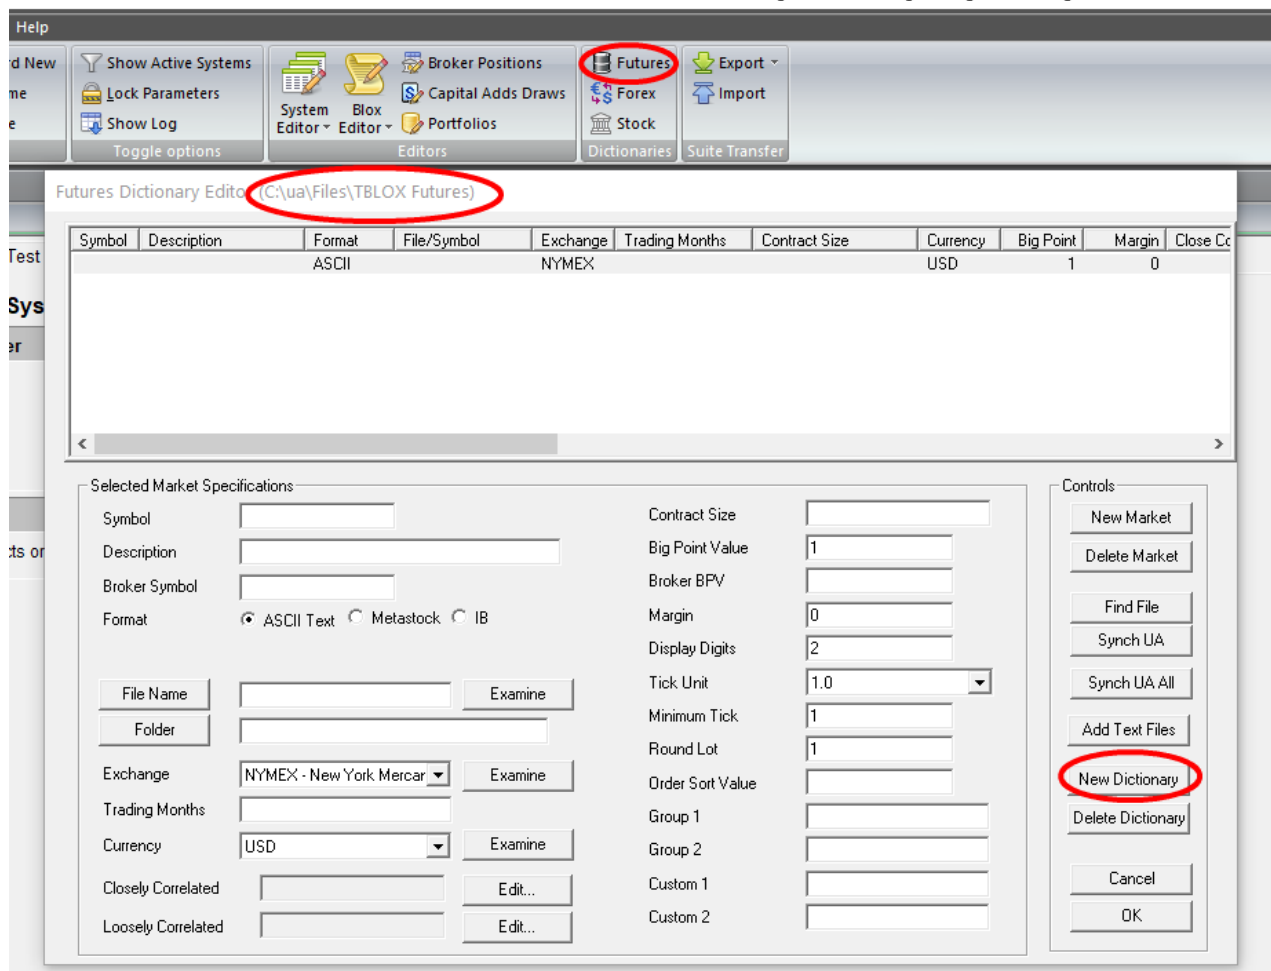 Help
rd New
Show Active Systems
Broker Positions
Futures
Export
me
Lock Parameters
System Editor
Blox Editor
Capital Adds Draws
Forex
Import
e
Show Log
Portfolios
Stock
Toggle options
Editors
Dictionaries
Suite Transfer
Futures Dictionary Editor (C:\ua\Files\TBLOX Futures)
Symbol Description Format File/Symbol Exchange Trading Months Contract Size Currency Big Point Margin Close Co
ASCII NYMEX USD 1 0
Test
Sys
er
cts or
Selected Market Specifications
Symbol
Description
Broker Symbol
Format ASCII Text Metastock IB
File Name Examine
Folder
Exchange NYMEX - New York Mercar Examine
Trading Months
Currency USD Examine
Closely Correlated Edit...
Loosely Correlated Edit...
Contract Size
Big Point Value 1
Broker BPV
Margin 0
Display Digits 2
Tick Unit 1.0
Minimum Tick 1
Round Lot 1
Order Sort Value
Group 1
Group 2
Custom 1
Custom 2
Controls
New Market
Delete Market
Find File
Synch UA
Synch UA All
Add Text Files
New Dictionary
Delete Dictionary
Cancel
OK